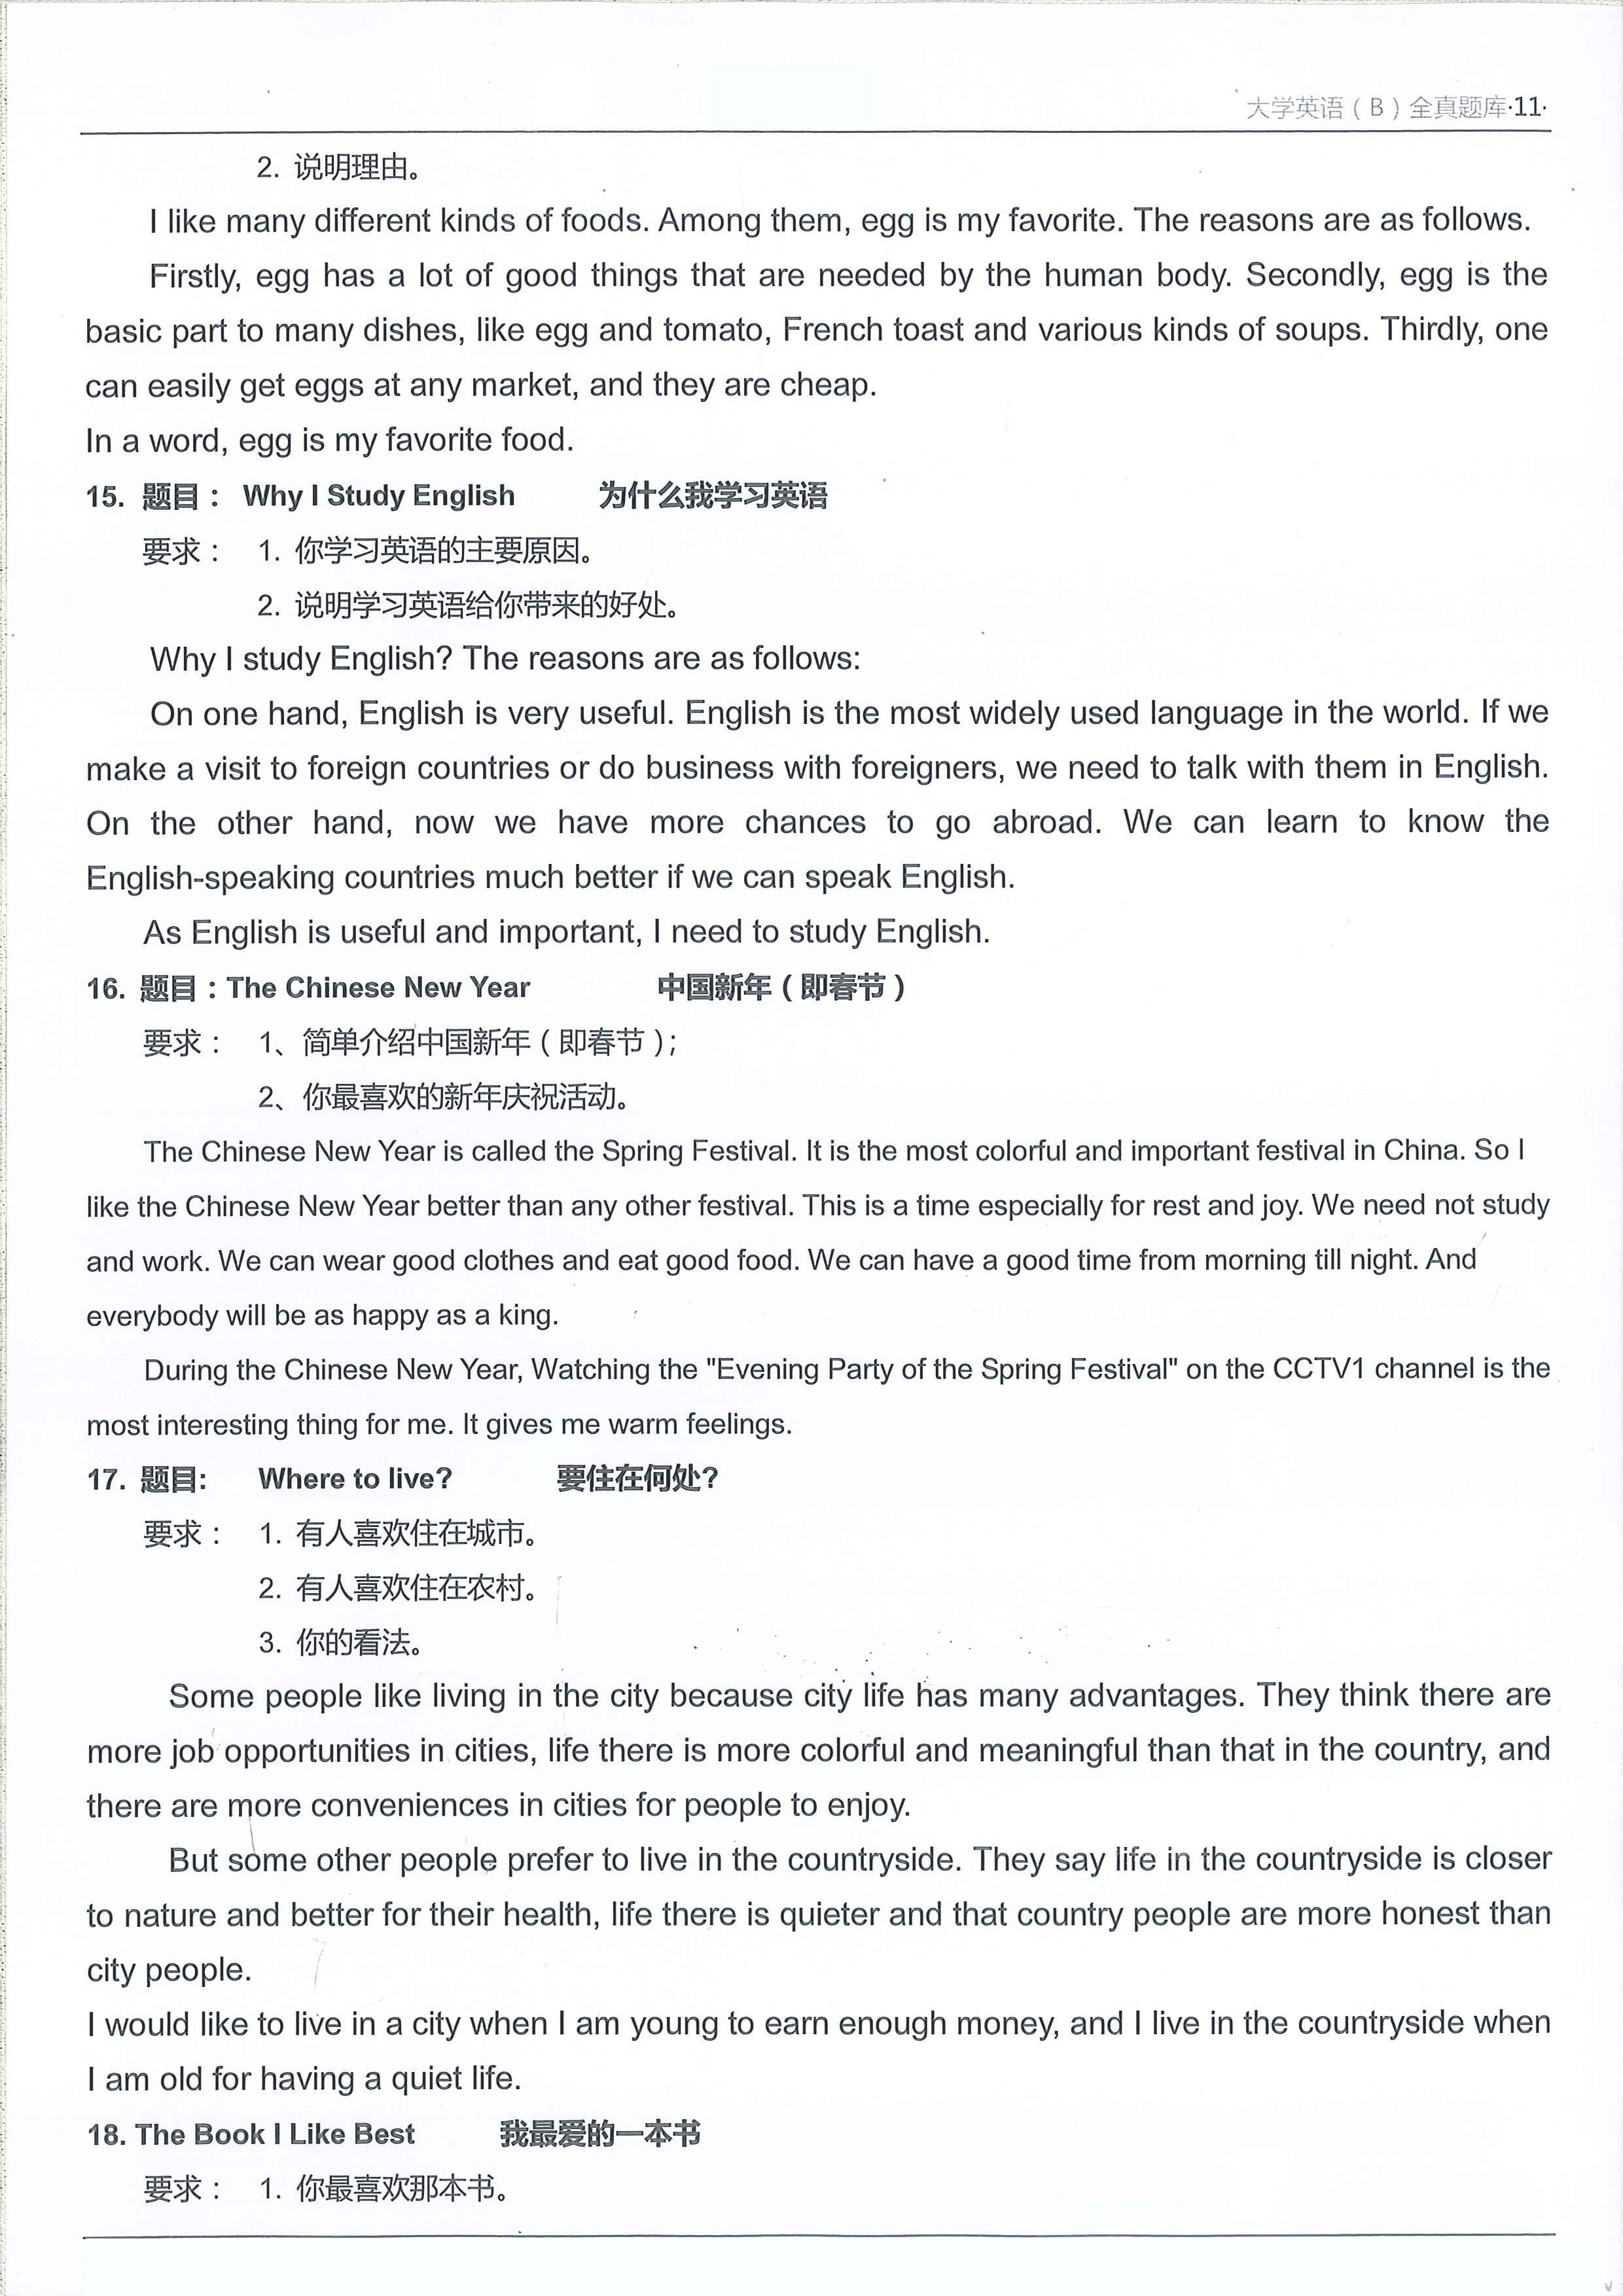 大学英语（B）全真题库·11·
2. 说明理由。
I like many different kinds of foods. Among them, egg is my favorite. The reasons are as follows.
Firstly, egg has a lot of good things that are needed by the human body. Secondly, egg is the
basic part to many dishes, like egg and tomato, French toast and various kinds of soups. Thirdly, one
can easily get eggs at any market, and they are cheap.
In a word, egg is my favorite food.
15. 题目： Why I Study English 为什么我学习英语
要求： 1. 你学习英语的主要原因。
2. 说明学习英语给你带来的好处。
Why I study English? The reasons are as follows:
On one hand, English is very useful. English is the most widely used language in the world. If we
make a visit to foreign countries or do business with foreigners, we need to talk with them in English.
On the other hand, now we have more chances to go abroad. We can learn to know the
English-speaking countries much better if we can speak English.
As English is useful and important, I need to study English.
16. 题目：The Chinese New Year 中国新年（即春节）
要求： 1、简单介绍中国新年（即春节）；
2、你最喜欢的新年庆祝活动。
The Chinese New Year is called the Spring Festival. It is the most colorful and important festival in China. So I
like the Chinese New Year better than any other festival. This is a time especially for rest and joy. We need not study
and work. We can wear good clothes and eat good food. We can have a good time from morning till night. And
everybody will be as happy as a king.
During the Chinese New Year, Watching the "Evening Party of the Spring Festival" on the CCTV1 channel is the
most interesting thing for me. It gives me warm feelings.
17. 题目: Where to live? 要住在何处?
要求： 1. 有人喜欢住在城市。
2. 有人喜欢住在农村。
3. 你的看法。
Some people like living in the city because city life has many advantages. They think there are
more job opportunities in cities, life there is more colorful and meaningful than that in the country, and
there are more conveniences in cities for people to enjoy.
But some other people prefer to live in the countryside. They say life in the countryside is closer
to nature and better for their health, life there is quieter and that country people are more honest than
city people.
I would like to live in a city when I am young to earn enough money, and I live in the countryside when
I am old for having a quiet life.
18. The Book I Like Best 我最爱的一本书
要求： 1. 你最喜欢那本书。